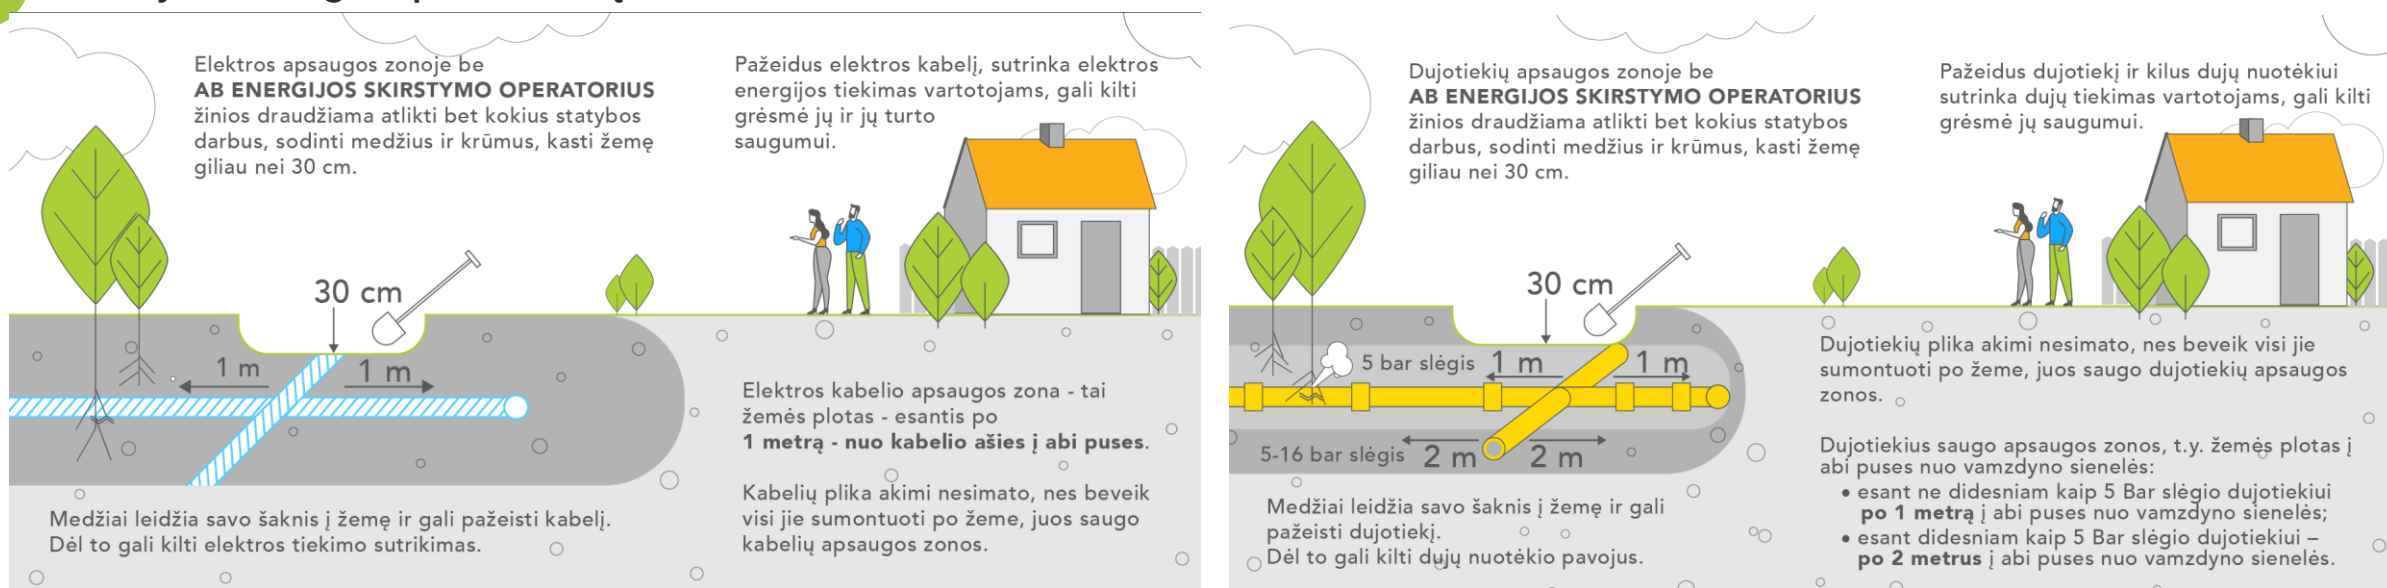 Elektros apsaugos zonoje be
AB ENERGIJOS SKIRSTYMO OPERATORIUS
žinios draudžiama atlikti bet kokius statybos
darbus, sodinti medžius ir krūmus, kasti žemę
giliau nei 30 cm.
Pažeidus elektros kabelį, sutrinka elektros
energijos tiekimas vartotojams, gali kilti
grėsmė jų ir jų turto
saugumui.
30 cm
1 m
1 m
Elektros kabelio apsaugos zona - tai
žemės plotas - esantis po
1 metrą - nuo kabelio ašies į abi puses.
Kabelių plika akimi nesimato, nes beveik
visi jie sumontuoti po žeme, juos saugo
kabelių apsaugos zonos.
Medžiai leidžia savo šaknis į žemę ir gali pažeisti kabelį.
Dėl to gali kilti elektros tiekimo sutrikimas.
Dujotiekių apsaugos zonoje be
AB ENERGIJOS SKIRSTYMO OPERATORIUS
žinios draudžiama atlikti bet kokius statybos
darbus, sodinti medžius ir krūmus, kasti žemę
giliau nei 30 cm.
Pažeidus dujotiekį ir kilus dujų nuotėkiui
sutrinka dujų tiekimas vartotojams, gali kilti
grėsmė jų saugumui.
30 cm
5 bar slėgis 1 m 1 m
5-16 bar slėgis 2 m 2 m
Dujotiekių plika akimi nesimato, nes beveik visi jie
sumontuoti po žeme, juos saugo dujotiekių apsaugos
zonos.
Dujotiekius saugo apsaugos zonos, t.y. žemės plotas į
abi puses nuo vamzdyno sienelės:
• esant ne didesniam kaip 5 Bar slėgio dujotiekiui
po 1 metrą į abi puses nuo vamzdyno sienelės;
• esant didesniam kaip 5 Bar slėgio dujotiekiui –
po 2 metrus į abi puses nuo vamzdyno sienelės.
Medžiai leidžia savo šaknis į žemę ir gali
pažeisti dujotiekį.
Dėl to gali kilti dujų nuotėkio pavojus.